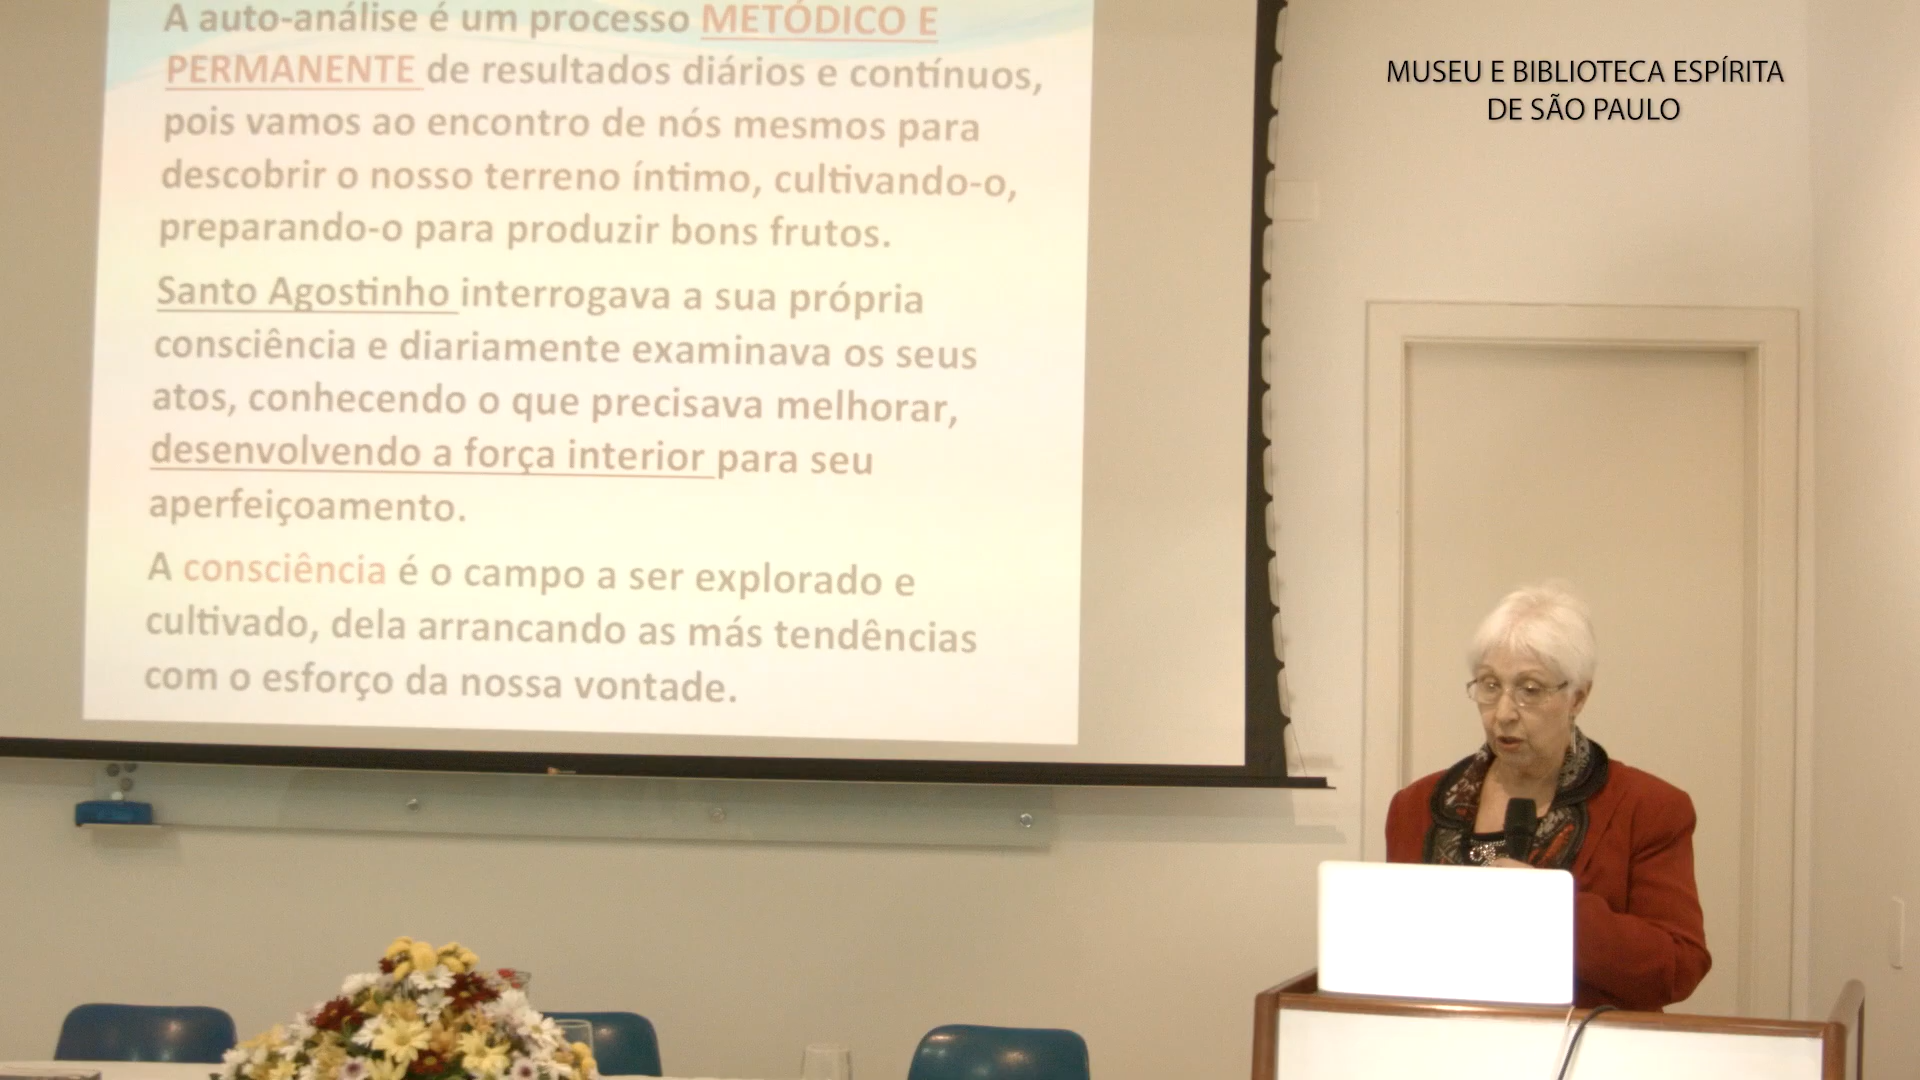 A auto-análise é um processo METÓDICO E
PERMANENTE de resultados diários e contínuos,
pois vamos ao encontro de nós mesmos para
descobrir o nosso terreno íntimo, cultivando-o,
preparando-o para produzir bons frutos.
Santo Agostinho interrogava a sua própria
consciência e diariamente examinava os seus
atos, conhecendo o que precisava melhorar,
desenvolvendo a força interior para seu
aperfeiçoamento.
A consciência é o campo a ser explorado e
cultivado, dela arrancando as más tendências
com o esforço da nossa vontade.
MUSEU E BIBLIOTECA ESPÍRITA
DE SÃO PAULO